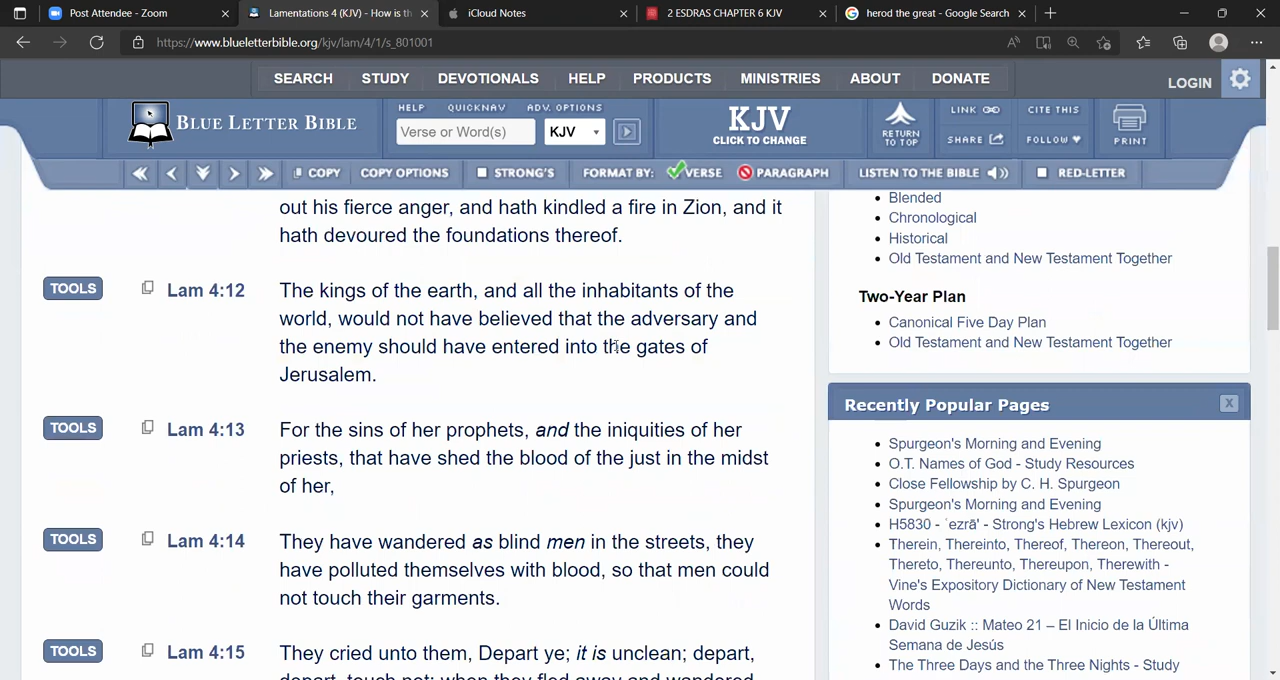 Post Attendee - Zoom
Lamentations 4 (KJV) - How is th
iCloud Notes
2 ESDRAS CHAPTER 6 KJV
herod the great - Google Search
https://www.blueletterbible.org/kjv/lam/4/1/s_801001
SEARCH STUDY DEVOTIONALS HELP PRODUCTS MINISTRIES ABOUT DONATE
LOGIN
BLUE LETTER BIBLE
HELP QUICKNAV ADV. OPTIONS
Verse or Word(s) KJV
KJV
CLICK TO CHANGE
RETURN
TO TOP
LINK
CITE THIS
SHARE
FOLLOW
PRINT
COPY COPY OPTIONS STRONG'S FORMAT BY: VERSE PARAGRAPH LISTEN TO THE BIBLE RED-LETTER
out his fierce anger, and hath kindled a fire in Zion, and it
hath devoured the foundations thereof.
TOOLS Lam 4:12 The kings of the earth, and all the inhabitants of the
world, would not have believed that the adversary and
the enemy should have entered into the gates of
Jerusalem.
TOOLS Lam 4:13 For the sins of her prophets, and the iniquities of her
priests, that have shed the blood of the just in the midst
of her,
TOOLS Lam 4:14 They have wandered as blind men in the streets, they
have polluted themselves with blood, so that men could
not touch their garments.
TOOLS Lam 4:15 They cried unto them, Depart ye; it is unclean; depart,
depart, touch not: when they fled away and wandered,
Blended
Chronological
Historical
Old Testament and New Testament Together
Two-Year Plan
Canonical Five Day Plan
Old Testament and New Testament Together
Recently Popular Pages
X
Spurgeon's Morning and Evening
O.T. Names of God - Study Resources
Close Fellowship by C. H. Spurgeon
Spurgeon's Morning and Evening
H5830 - ʿezrā' - Strong's Hebrew Lexicon (kjv)
Therein, Thereinto, Thereof, Thereon, Thereout,
Thereto, Thereunto, Thereupon, Therewith -
Vine's Expository Dictionary of New Testament
Words
David Guzik :: Mateo 21 – El Inicio de la Última
Semana de Jesús
The Three Days and the Three Nights - Study